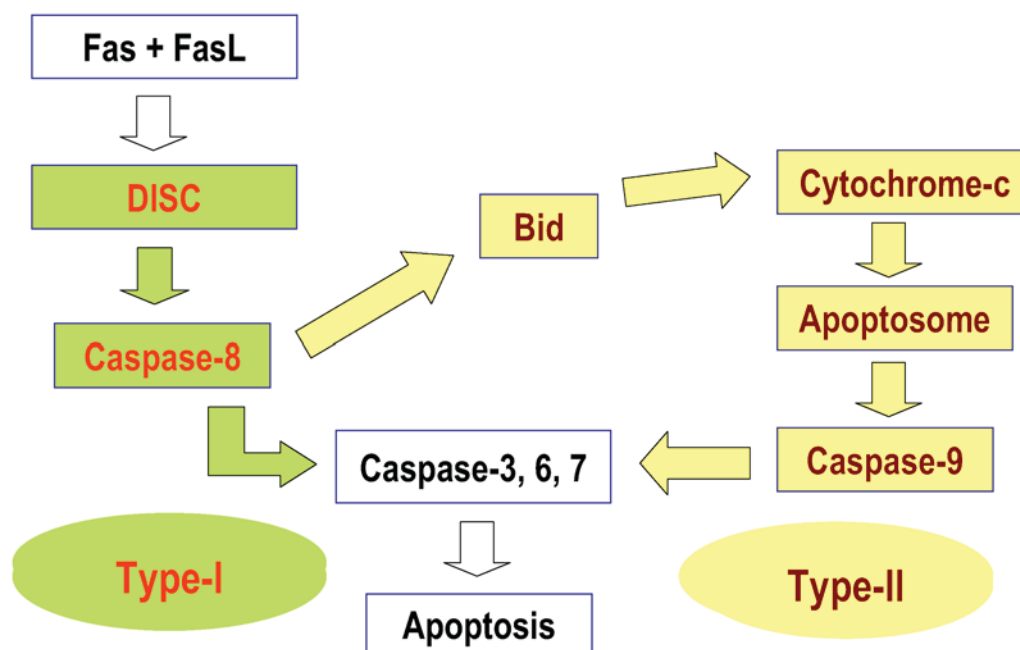 Fas + FasL
DISC
Caspase-8
Bid
Cytochrome-c
Apoptosome
Caspase-9
Caspase-3, 6, 7
Apoptosis
Type-I
Type-II